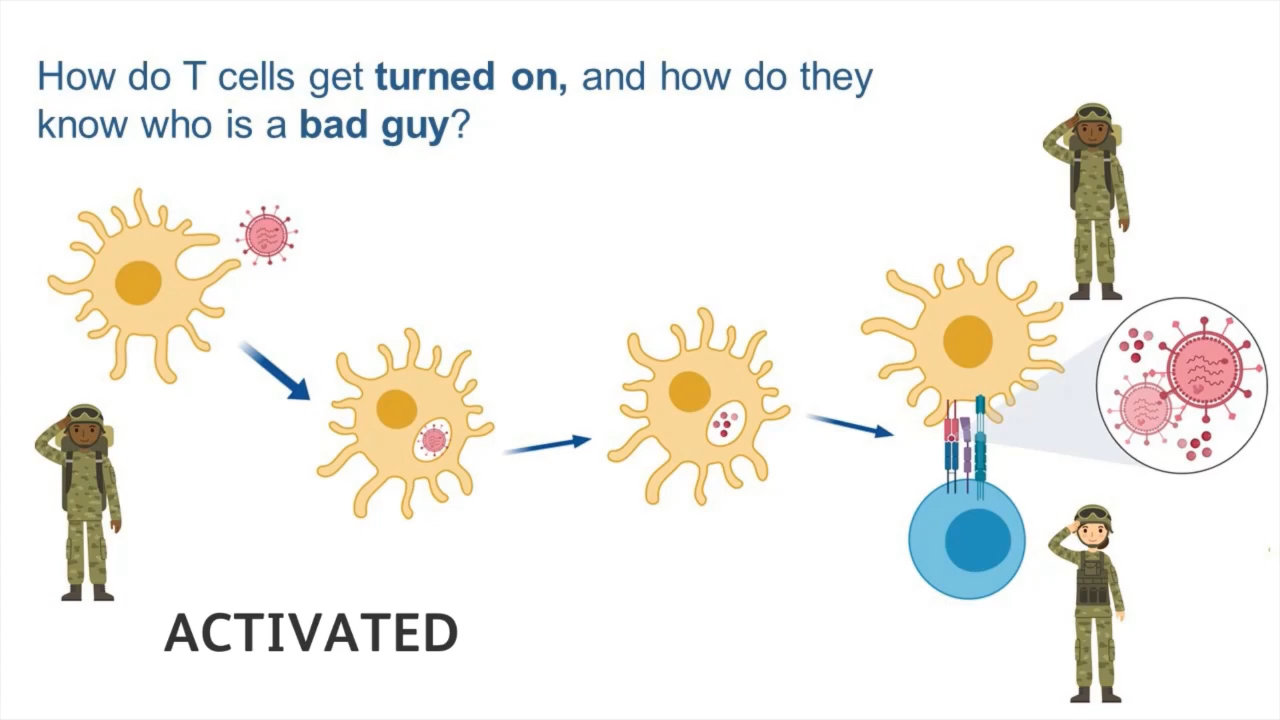 How do T cells get turned on, and how do they
know who is a bad guy?
ACTIVATED